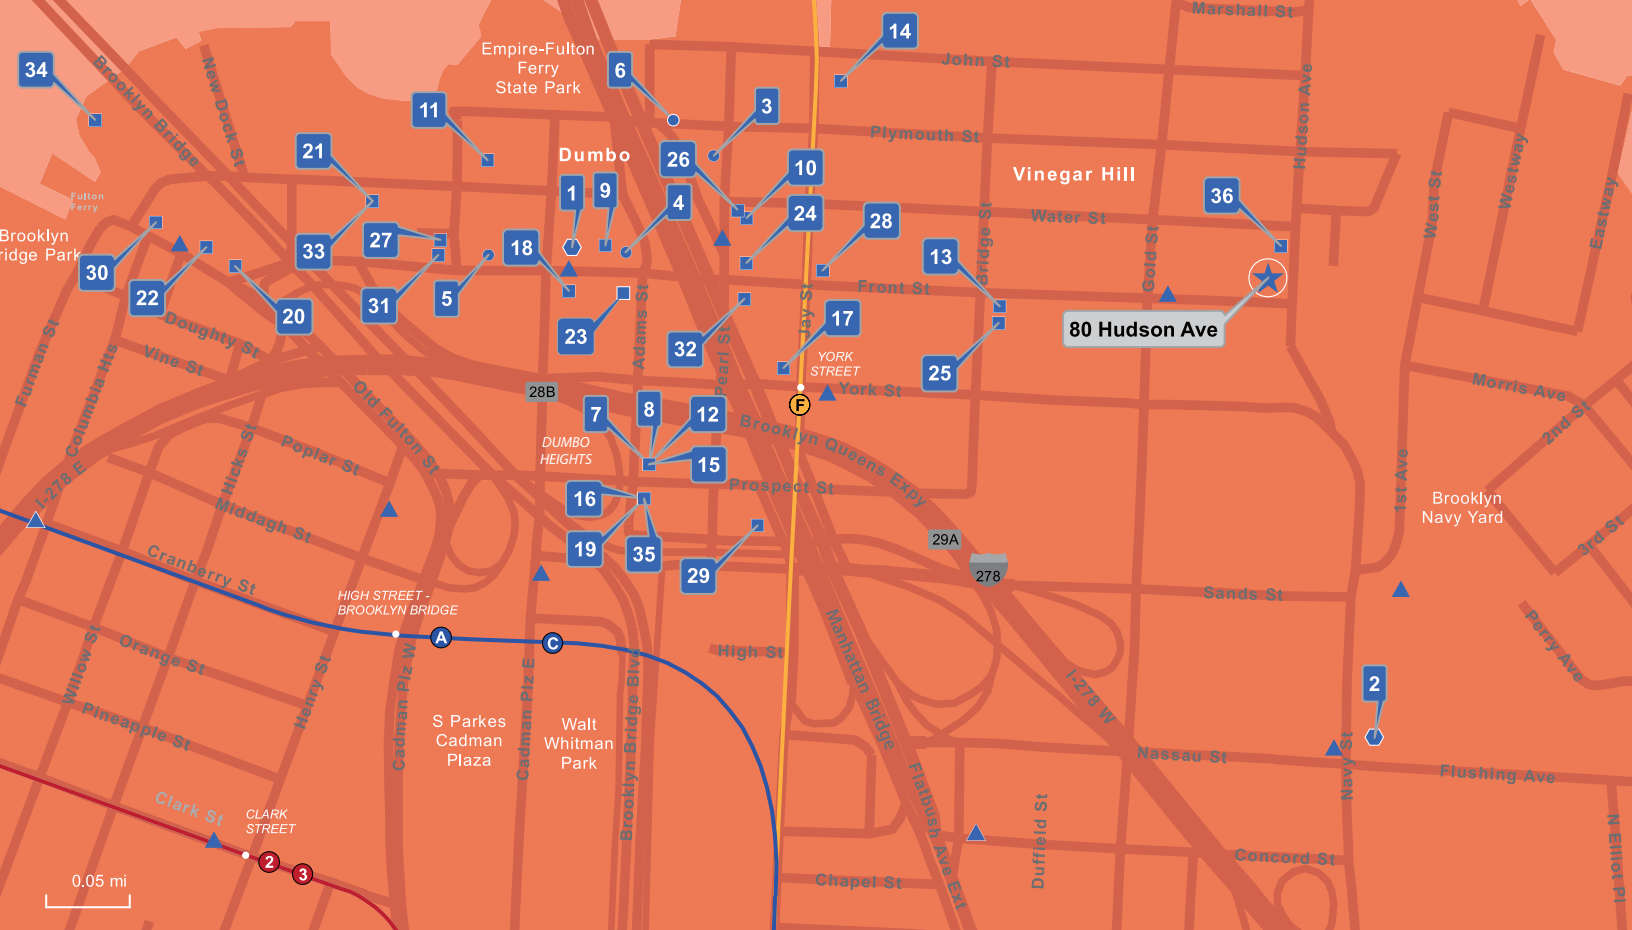 Marshall St
14
Empire-Fulton
Ferry
State Park
John St
34
6
Brooklyn Bridge
New Dock St
Hudson Ave
11
3
Plymouth St
21
Dumbo
26
10
Vinegar Hill
Westway
West St
Eastway
Fulton
Ferry
1
9
4
24
28
36
Water St
Bridge St
Gold St
Brooklyn
ridge Park
33
27
18
13
30
22
31
5
20
Front St
Jay St
Adams St
17
80 Hudson Ave
Doughty St
23
32
Pearl St
Furman St
Vine St
Columbia Hts
YORK
STREET
25
28B
York St
Morris Ave
F
Old Fulton St
7
8
12
2nd St
Brooklyn Queens Expy
DUMBO
HEIGHTS
Poplar St
Hicks St
15
I-278 E
Prospect St
1st Ave
Brooklyn
Navy Yard
16
Middagh St
3rd St
29A
19
35
29
278
Cranberry St
Sands St
HIGH STREET -
BROOKLYN BRIDGE
A
C
Willow St
Orange St
Henry St
Cadman Plz W
Cadman Plz E
Brooklyn Bridge Blvd
High St
Manhattan Bridge
I-278 W
Perry Ave
2
Pineapple St
S Parkes
Cadman
Plaza
Walt
Whitman
Park
Nassau St
Navy St
Flushing Ave
Flatbush Ave Ext
Clark St
CLARK
STREET
Duffield St
N Elliot Pl
2
3
Concord St
0.05 mi
Chapel St